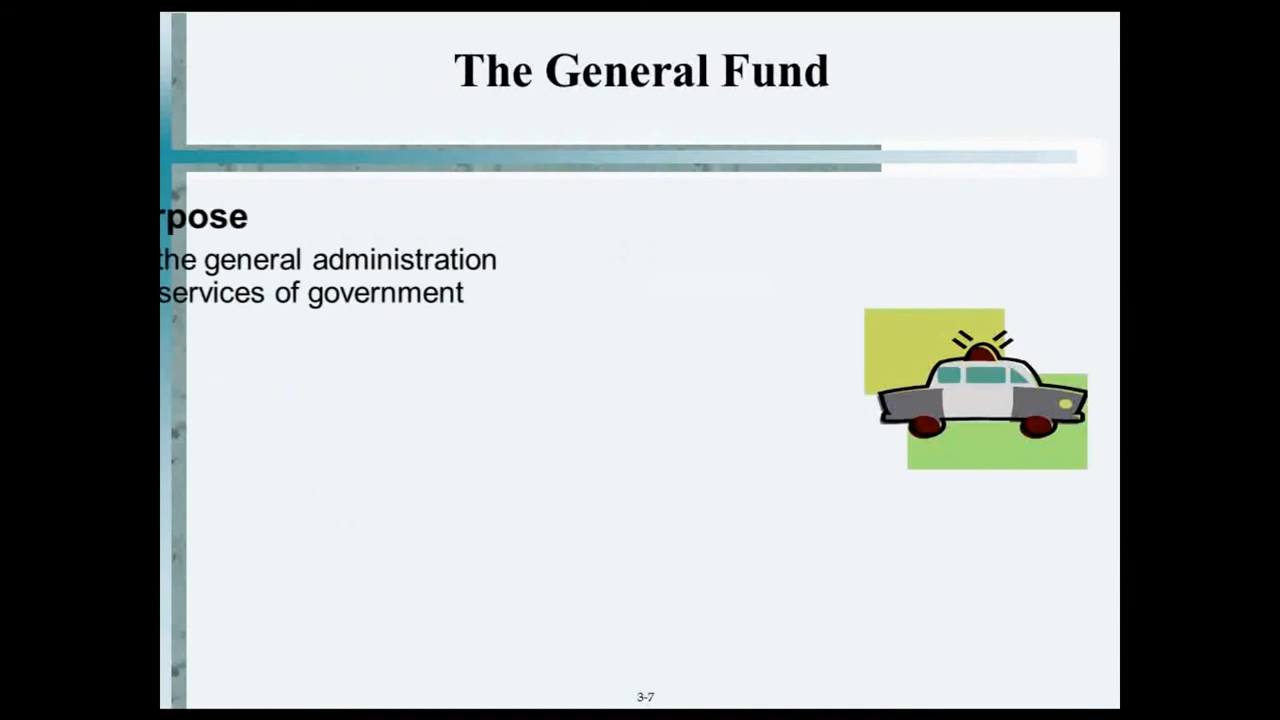 The General Fund
rpose
the general administration
services of government
3-7